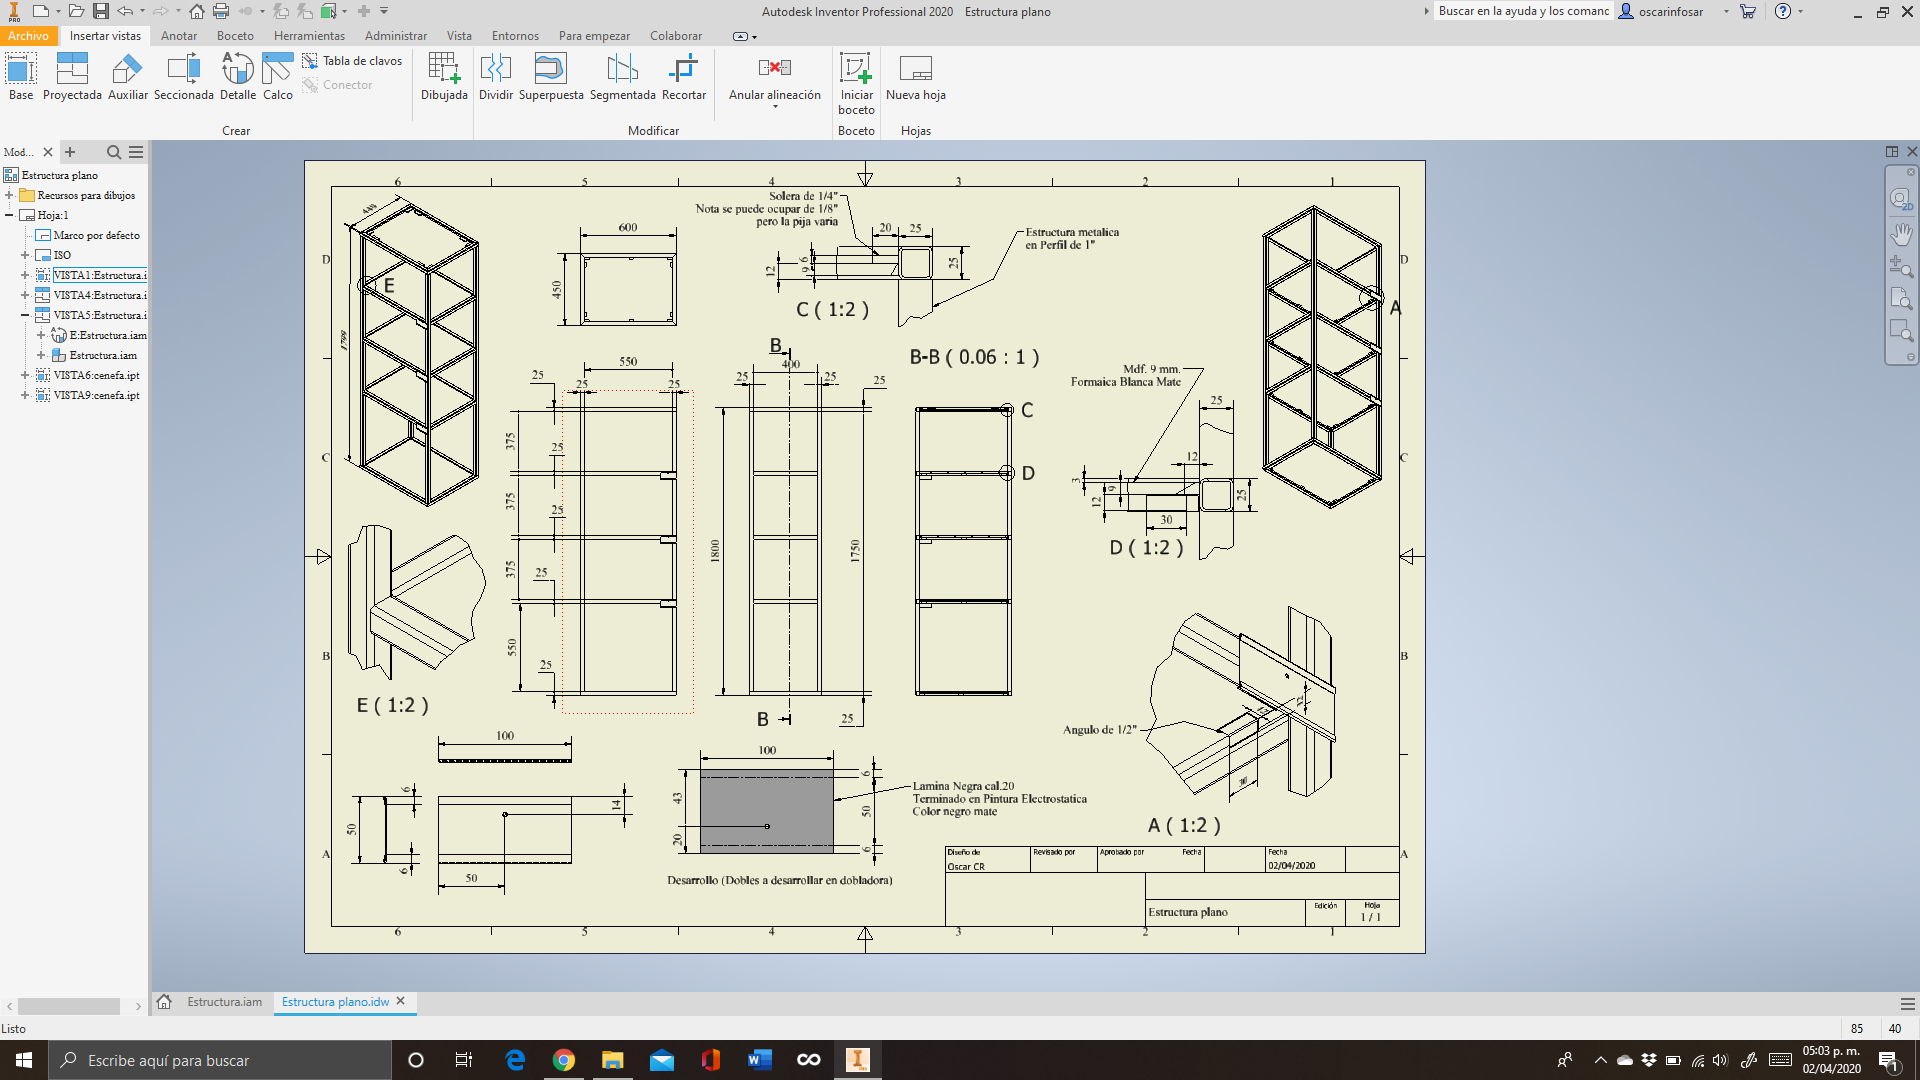 Autodesk Inventor Professional 2020 Estructura plano
Buscar en la ayuda y los comanc
oscarinfosar
PRO
Archivo
Insertar vistas
Anotar
Boceto
Herramientas
Administrar
Vista
Entornos
Para empezar
Colaborar
Base
Proyectada
Auxiliar
Seccionada
Detalle
Calco
Tabla de clavos
Conector
Dibujada
Dividir
Superpuesta
Segmentada
Recortar
Anular alineación
Iniciar
boceto
Nueva hoja
Crear
Modificar
Boceto
Hojas
Mod...
Estructura plano
Recursos para dibujos
Hoja:1
Marco por defecto
ISO
VISTA1:Estructura.i
VISTA4:Estructura.i
VISTA5:Estructura.i
E:Estructura.iam
Estructura.iam
VISTA6:cenefa.ipt
VISTA9:cenefa.ipt
6 5 4 3 2 1
D
C
B
A
E
1799
600
450
Solera de 1/4"
Nota se puede ocupar de 1/8"
pero la pija varia
20 25
12 9 6 25
C ( 1:2 )
Estructura metalica
en Perfil de 1"
D
A
B
B-B ( 0.06 : 1 )
550
25 25 25
375
25
375
25
375
25
550
25
400
25 25 25
1800
1750
25
B
C
D
Mdf. 9 mm.
Formaica Blanca Mate
25
12
3 9 12 25
30
D ( 1:2 )
C
B
E ( 1:2 )
Angulo de 1/2"
12
A ( 1:2 )
100
6
50
6
14
50
100
43
20
6
50
6
Lamina Negra cal.20
Terminado en Pintura Electrostatica
Color negro mate
Desarrollo (Dobles a desarrollar en dobladora)
Diseño de
Oscar CR
Revisado por
Aprobado por
Fecha
Fecha
02/04/2020
Estructura plano
Edición
Hoja
1 / 1
A
6 5 4 3 2 1
2D
Estructura.iam
Estructura plano.idw
Listo
85 40
Escribe aquí para buscar
05:03 p. m.
02/04/2020
1